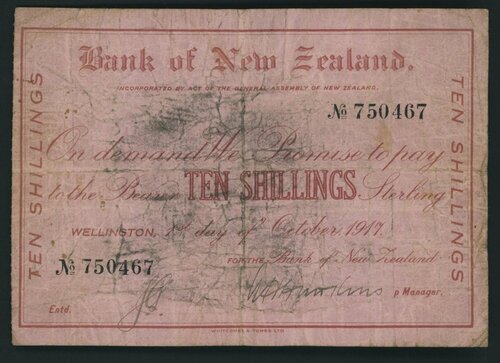 Bank of New Zealand.
INCORPORATED BY ACT OF THE GENERAL ASSEMBLY OF NEW ZEALAND.
№ 750467
TEN SHILLINGS
TEN SHILLINGS
On demand We Promise to pay
to the Bearer TEN SHILLINGS Sterling
WELLINGTON, 1st day of October, 1917.
FOR THE Bank of New Zealand
№ 750467
p Manager.
Entd.
WHITCOMBE & TOMBS LTD